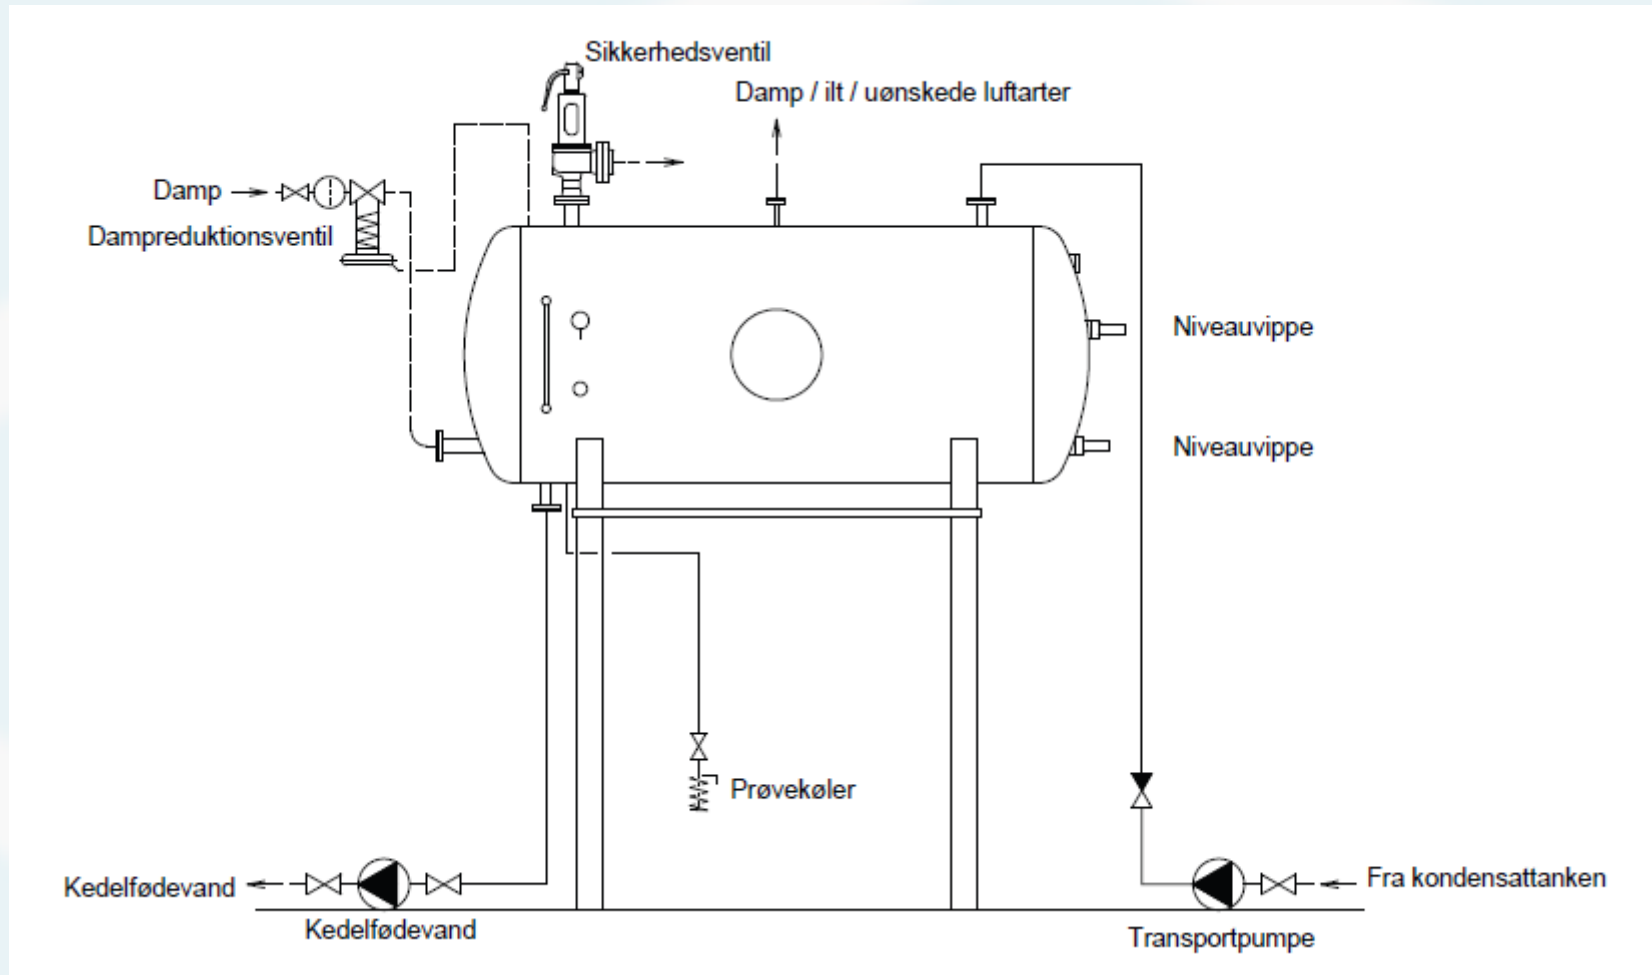 Sikkerhedsventil
Damp / ilt / uønskede luftarter
Damp
Dampreduktionsventil
Niveauvippe
Niveauvippe
Prøvekøler
Kedelfødevand
Fra kondensattanken
Kedelfødevand
Transportpumpe